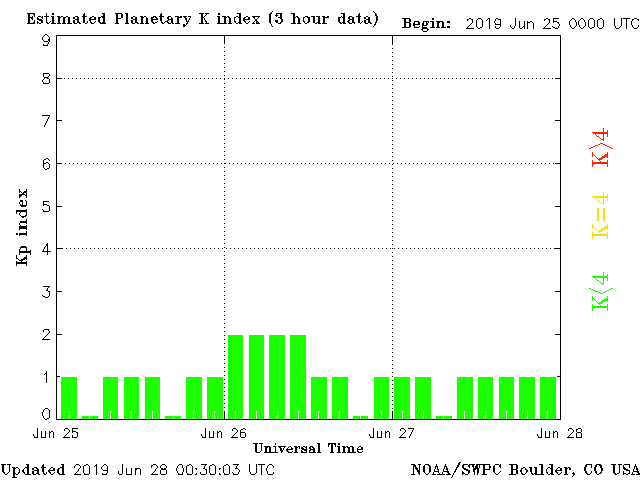 Estimated Planetary K index (3 hour data) Begin: 2019 Jun 25 0000 UTC
9
8
7
6
5
4
3
2
1
0
Kp index
K>4
K=4
K<4
Jun 25 Jun 26 Jun 27 Jun 28
Universal Time
Updated 2019 Jun 28 00:30:03 UTC NOAA/SWPC Boulder, CO USA